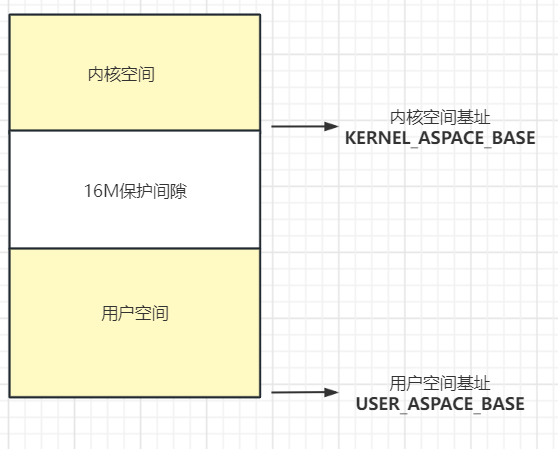 内核空间
内核空间基址
KERNEL_ASPACE_BASE
16M保护间隙
用户空间
用户空间基址
USER_ASPACE_BASE